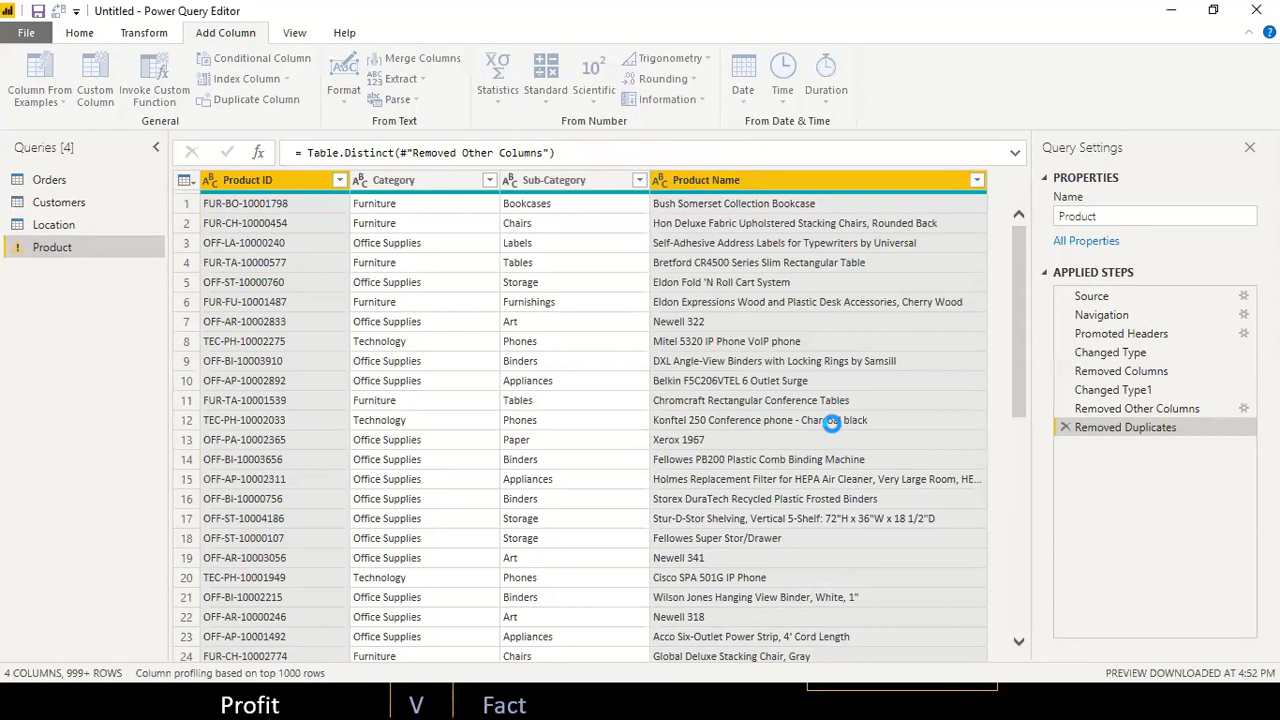 Untitled - Power Query Editor
File Home Transform Add Column View Help
Column From Examples
Custom Column
Invoke Custom Function
Conditional Column
Index Column
Duplicate Column
General
Format
Merge Columns
Extract
Parse
From Text
Statistics
Standard
Scientific
Trigonometry
Rounding
Information
From Number
Date
Time
Duration
From Date & Time
Queries [4]
Orders
Customers
Location
Product
= Table.Distinct(#"Removed Other Columns")
Product ID Category Sub-Category Product Name
1 FUR-BO-10001798 Furniture Bookcases Bush Somerset Collection Bookcase
2 FUR-CH-10000454 Furniture Chairs Hon Deluxe Fabric Upholstered Stacking Chairs, Rounded Back
3 OFF-LA-10000240 Office Supplies Labels Self-Adhesive Address Labels for Typewriters by Universal
4 FUR-TA-10000577 Furniture Tables Bretford CR4500 Series Slim Rectangular Table
5 OFF-ST-10000760 Office Supplies Storage Eldon Fold 'N Roll Cart System
6 FUR-FU-10001487 Furniture Furnishings Eldon Expressions Wood and Plastic Desk Accessories, Cherry Wood
7 OFF-AR-10002833 Office Supplies Art Newell 322
8 TEC-PH-10002275 Technology Phones Mitel 5320 IP Phone VoIP phone
9 OFF-BI-10003910 Office Supplies Binders DXL Angle-View Binders with Locking Rings by Samsill
10 OFF-AP-10002892 Office Supplies Appliances Belkin F5C206VTEL 6 Outlet Surge
11 FUR-TA-10001539 Furniture Tables Chromcraft Rectangular Conference Tables
12 TEC-PH-10002033 Technology Phones Konftel 250 Conference phone - Charcoal black
13 OFF-PA-10002365 Office Supplies Paper Xerox 1967
14 OFF-BI-10003656 Office Supplies Binders Fellowes PB200 Plastic Comb Binding Machine
15 OFF-AP-10002311 Office Supplies Appliances Holmes Replacement Filter for HEPA Air Cleaner, Very Large Room, HE...
16 OFF-BI-10000756 Office Supplies Binders Storex DuraTech Recycled Plastic Frosted Binders
17 OFF-ST-10004186 Office Supplies Storage Stur-D-Stor Shelving, Vertical 5-Shelf: 72"H x 36"W x 18 1/2"D
18 OFF-ST-10000107 Office Supplies Storage Fellowes Super Stor/Drawer
19 OFF-AR-10003056 Office Supplies Art Newell 341
20 TEC-PH-10001949 Technology Phones Cisco SPA 501G IP Phone
21 OFF-BI-10002215 Office Supplies Binders Wilson Jones Hanging View Binder, White, 1"
22 OFF-AR-10000246 Office Supplies Art Newell 318
23 OFF-AP-10001492 Office Supplies Appliances Acco Six-Outlet Power Strip, 4' Cord Length
24 FUR-CH-10002774 Furniture Chairs Global Deluxe Stacking Chair, Gray
Query Settings
PROPERTIES
Name
Product
All Properties
APPLIED STEPS
Source
Navigation
Promoted Headers
Changed Type
Removed Columns
Changed Type1
Removed Other Columns
Removed Duplicates
4 COLUMNS, 999+ ROWS Column profiling based on top 1000 rows PREVIEW DOWNLOADED AT 4:52 PM
Profit V Fact